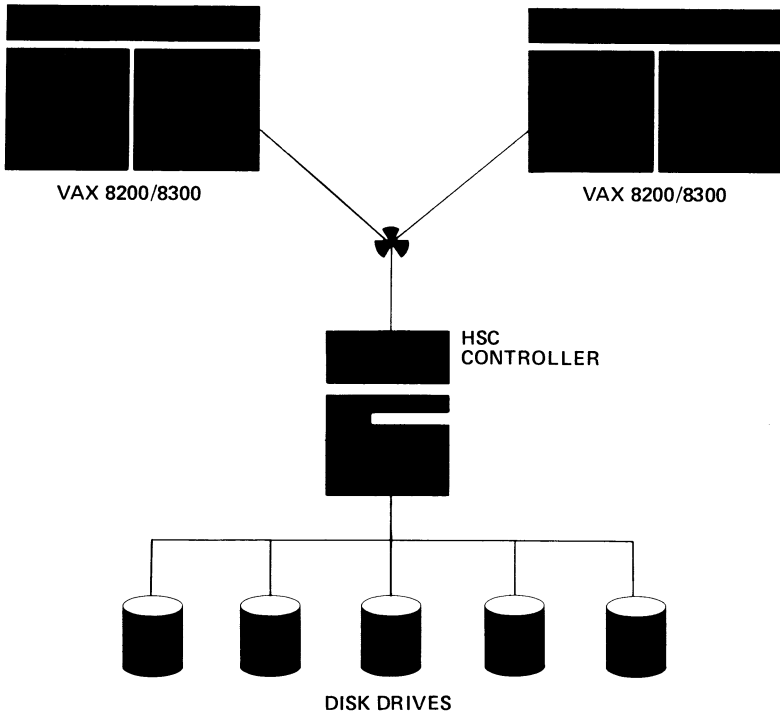 VAX 8200/8300
VAX 8200/8300
HSC
CONTROLLER
DISK DRIVES